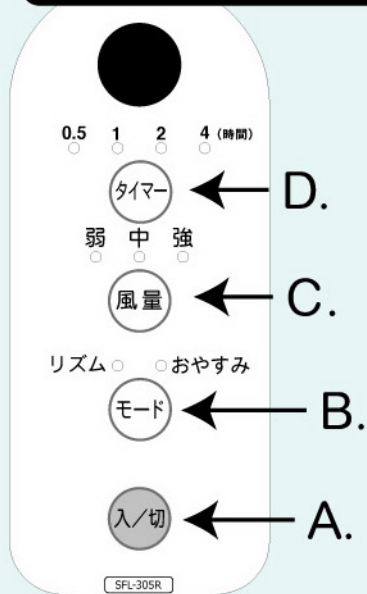 0.5 1 2 4 (時間)
タイマー D.
弱 中 強
風量 C.
リズム おやすみ
モード B.
入／切 A.
SFL-305R